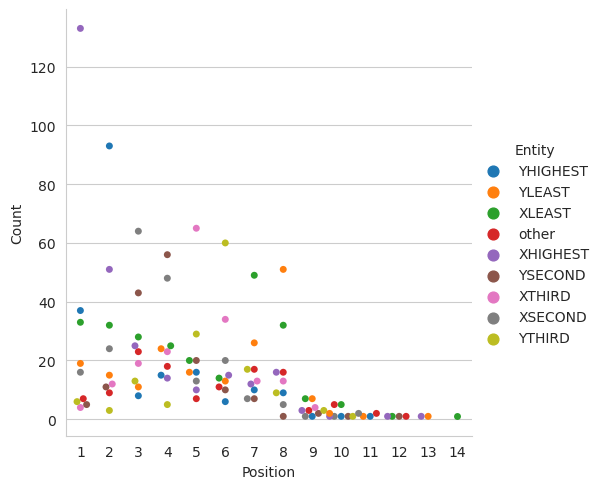 120
100
80
60
40
20
0
Count
1 2 3 4 5 6 7 8 9 10 11 12 13 14
Position
Entity
YHIGHEST
YLEAST
XLEAST
other
XHIGHEST
YSECOND
XTHIRD
XSECOND
YTHIRD